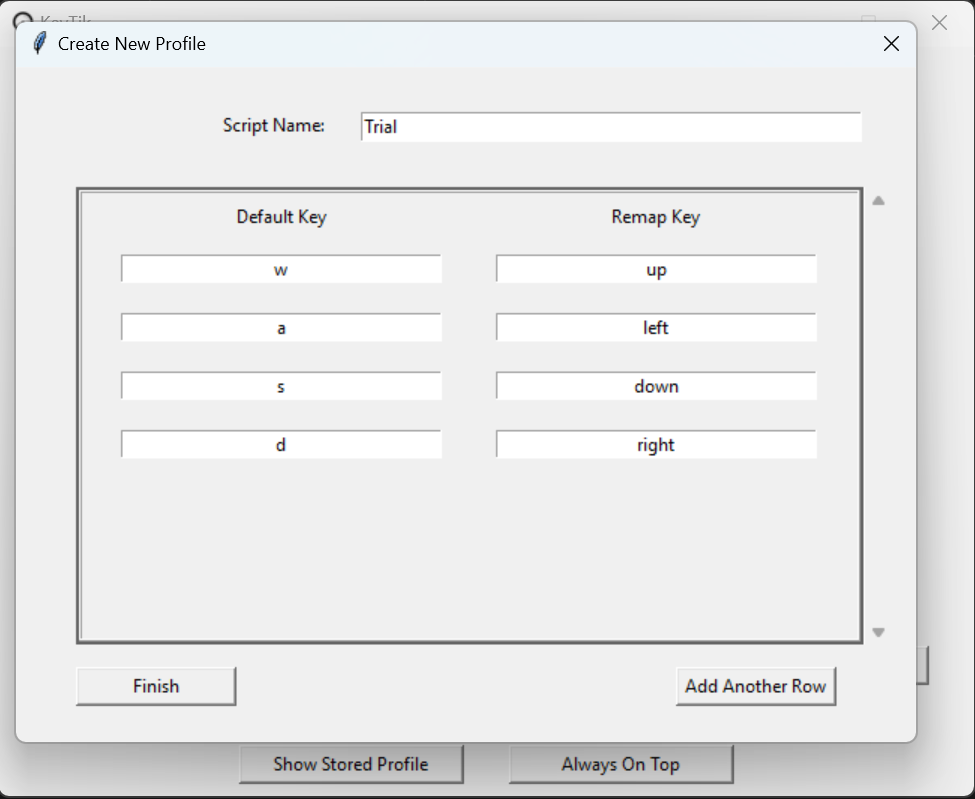 KeyTik
Create New Profile
Script Name: Trial
Default Key Remap Key
w up
a left
s down
d right
Finish Add Another Row
Show Stored Profile Always On Top